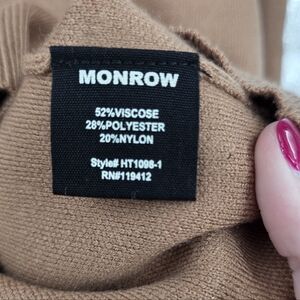 MONROW
52%VISCOSE
28%POLYESTER
20%NYLON
Style# HT1098-1
RN#119412